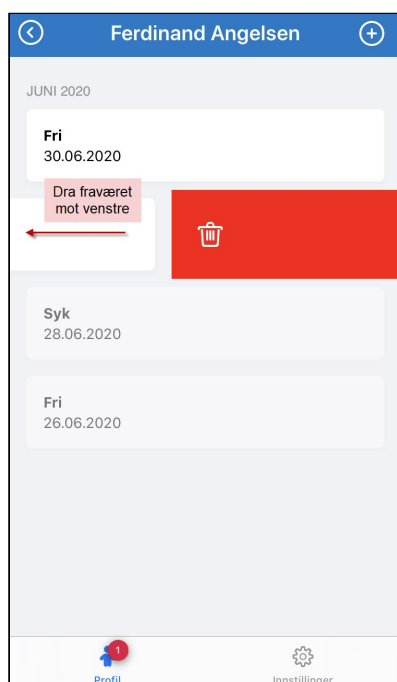 Ferdinand Angelsen
JUNI 2020
Fri
30.06.2020
Dra fraværet
mot venstre
Syk
28.06.2020
Fri
26.06.2020
1
Profil
Innstillinger